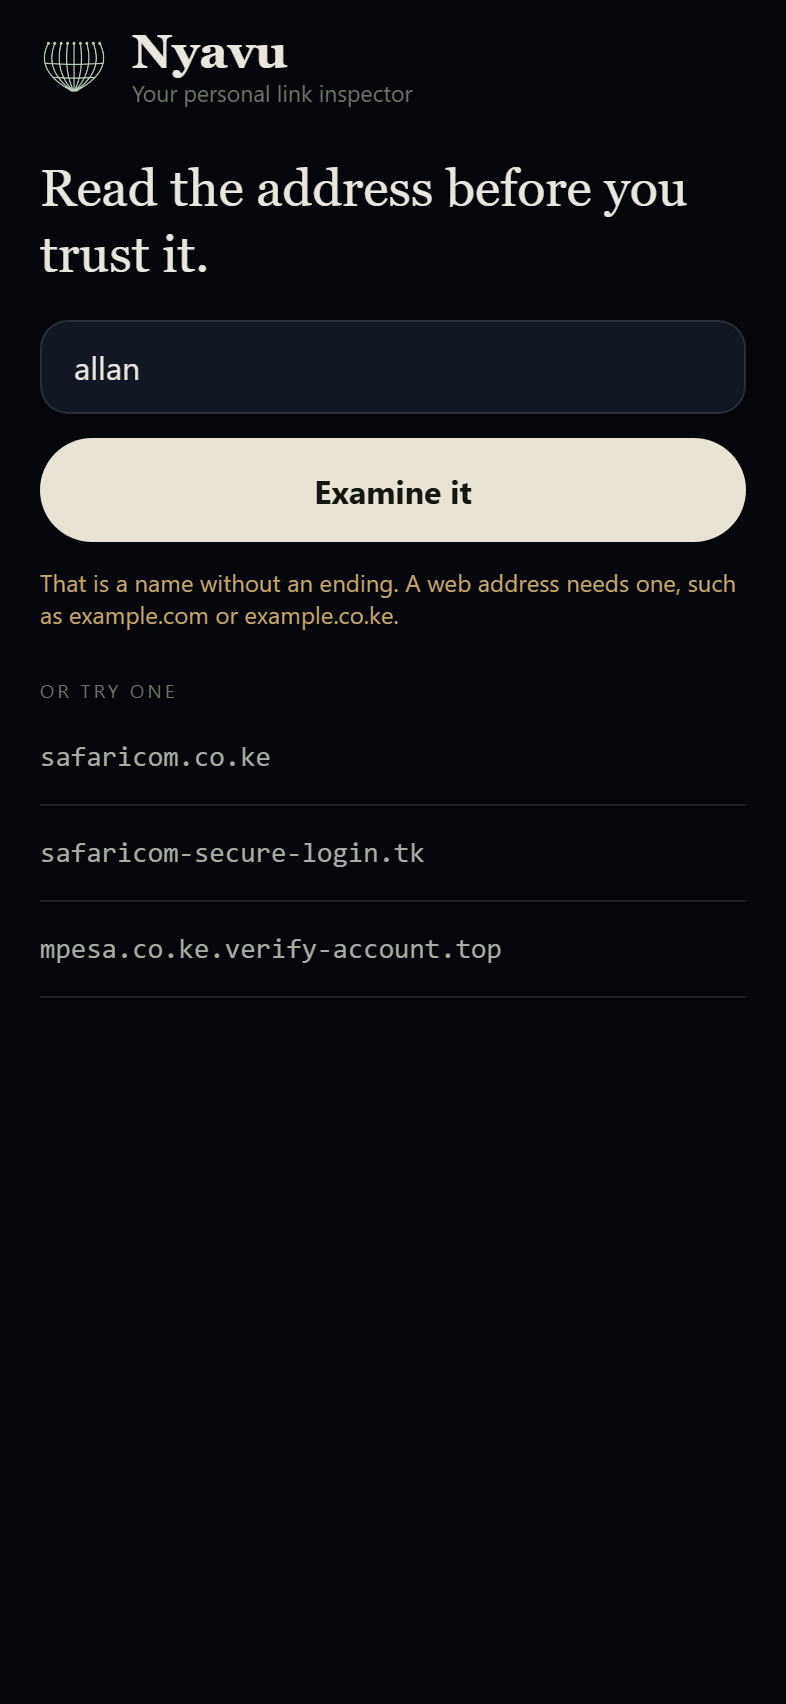 Nyavu
Your personal link inspector
Read the address before you
trust it.
allan
Examine it
That is a name without an ending. A web address needs one, such
as example.com or example.co.ke.
OR TRY ONE
safaricom.co.ke
safaricom-secure-login.tk
mpesa.co.ke.verify-account.top